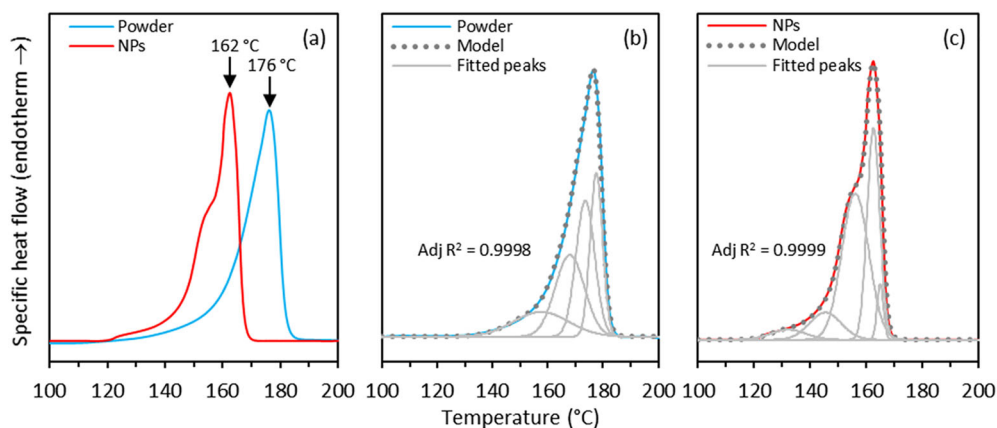 Specific heat flow (endotherm →)
Powder
NPs
(a)
162 °C
176 °C
100 120 140 160 180 200
Powder
Model
Fitted peaks
(b)
Adj R² = 0.9998
100 120 140 160 180 200
NPs
Model
Fitted peaks
(c)
Adj R² = 0.9999
100 120 140 160 180 200
Temperature (°C)